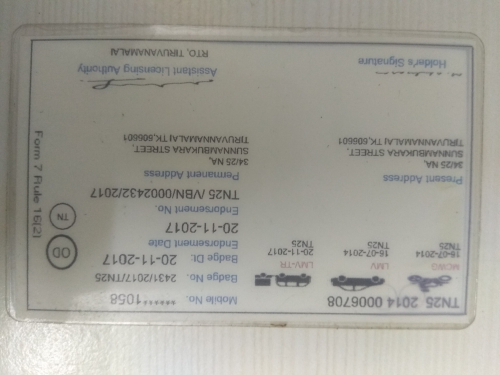 TN25 2014 0006708
MCWG
16-07-2014
TN25
LMV
16-07-2014
TN25
LMV-TR
20-11-2017
TN25
Mobile No. ******1058
Badge No. 2431/2017/TN25
Badge Dt. 20-11-2017
Endorsement Date
20-11-2017
Endorsement No.
TN25 /VBN/0002432/2017
Present Address
34/25 NA,
SUNNAMBUKARA STREET,
TIRUVANNAMALAI TK,606601
Permanent Address
34/25 NA,
SUNNAMBUKARA STREET,
TIRUVANNAMALAI TK,606601
Holder's Signature
Assistant Licensing Authority
RTO, TIRUVANAMALAI
OD
TN
Form 7 Rule 16(2)